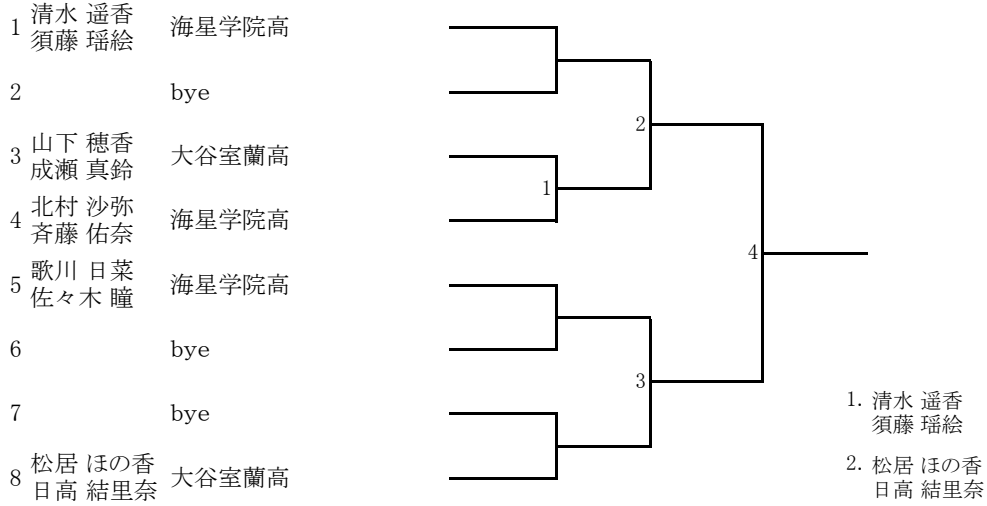 1 清水 遥香 海星学院高
須藤 瑶絵
2 bye
3 山下 穂香 大谷室蘭高
成瀬 真鈴
4 北村 沙弥 海星学院高
斉藤 佑奈
5 歌川 日菜 海星学院高
佐々木 瞳
6 bye
7 bye
8 松居 ほの香 大谷室蘭高
日高 結里奈
1
2
3
4
1. 清水 遥香
須藤 瑶絵
2. 松居 ほの香
日高 結里奈